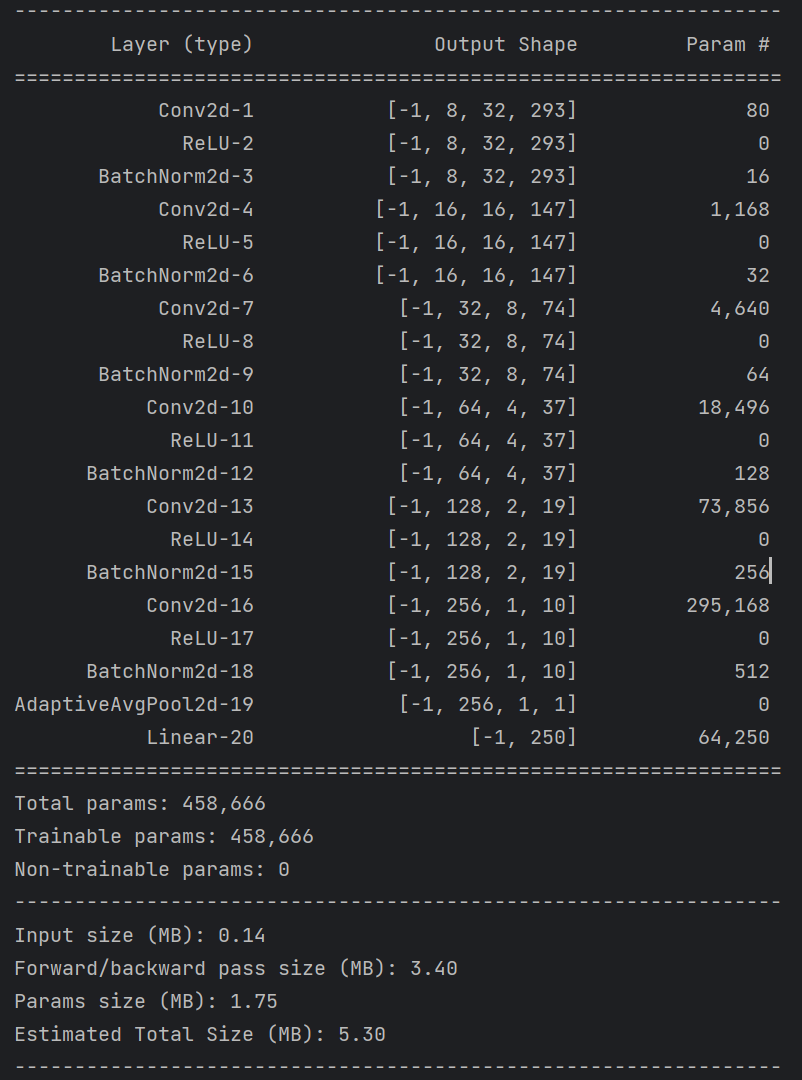 ----------------------------------------------------------------
Layer (type) Output Shape Param #
================================================================
Conv2d-1 [-1, 8, 32, 293] 80
ReLU-2 [-1, 8, 32, 293] 0
BatchNorm2d-3 [-1, 8, 32, 293] 16
Conv2d-4 [-1, 16, 16, 147] 1,168
ReLU-5 [-1, 16, 16, 147] 0
BatchNorm2d-6 [-1, 16, 16, 147] 32
Conv2d-7 [-1, 32, 8, 74] 4,640
ReLU-8 [-1, 32, 8, 74] 0
BatchNorm2d-9 [-1, 32, 8, 74] 64
Conv2d-10 [-1, 64, 4, 37] 18,496
ReLU-11 [-1, 64, 4, 37] 0
BatchNorm2d-12 [-1, 64, 4, 37] 128
Conv2d-13 [-1, 128, 2, 19] 73,856
ReLU-14 [-1, 128, 2, 19] 0
BatchNorm2d-15 [-1, 128, 2, 19] 256
Conv2d-16 [-1, 256, 1, 10] 295,168
ReLU-17 [-1, 256, 1, 10] 0
BatchNorm2d-18 [-1, 256, 1, 10] 512
AdaptiveAvgPool2d-19 [-1, 256, 1, 1] 0
Linear-20 [-1, 250] 64,250
================================================================
Total params: 458,666
Trainable params: 458,666
Non-trainable params: 0
----------------------------------------------------------------
Input size (MB): 0.14
Forward/backward pass size (MB): 3.40
Params size (MB): 1.75
Estimated Total Size (MB): 5.30
----------------------------------------------------------------